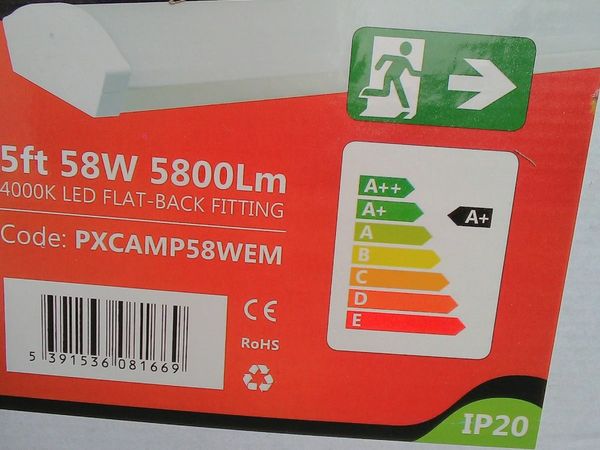 5ft 58W 5800Lm
4000K LED FLAT-BACK FITTING
Code: PXCAMP58WEM
A++
A+
A+
A
B
C
D
E
CE
RoHS
5 391536 081669
IP20